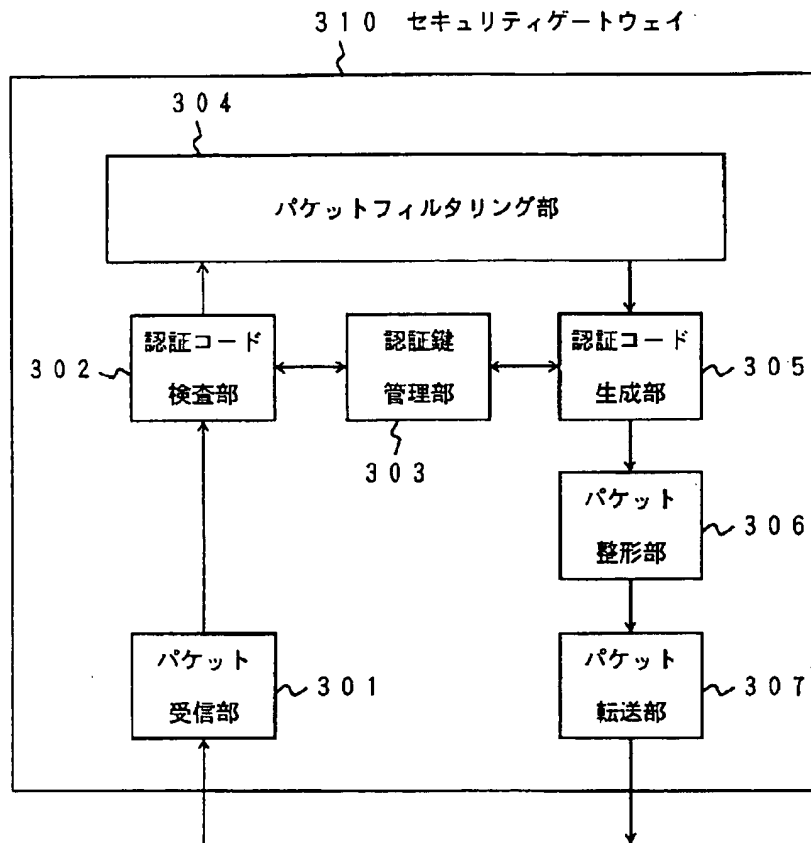 ３１０ セキュリティゲートウェイ
３０４
パケットフィルタリング部
３０２
認証コード
検査部
認証鍵
管理部
３０３
認証コード
生成部
３０５
パケット
整形部
３０６
パケット
受信部
３０１
パケット
転送部
３０７